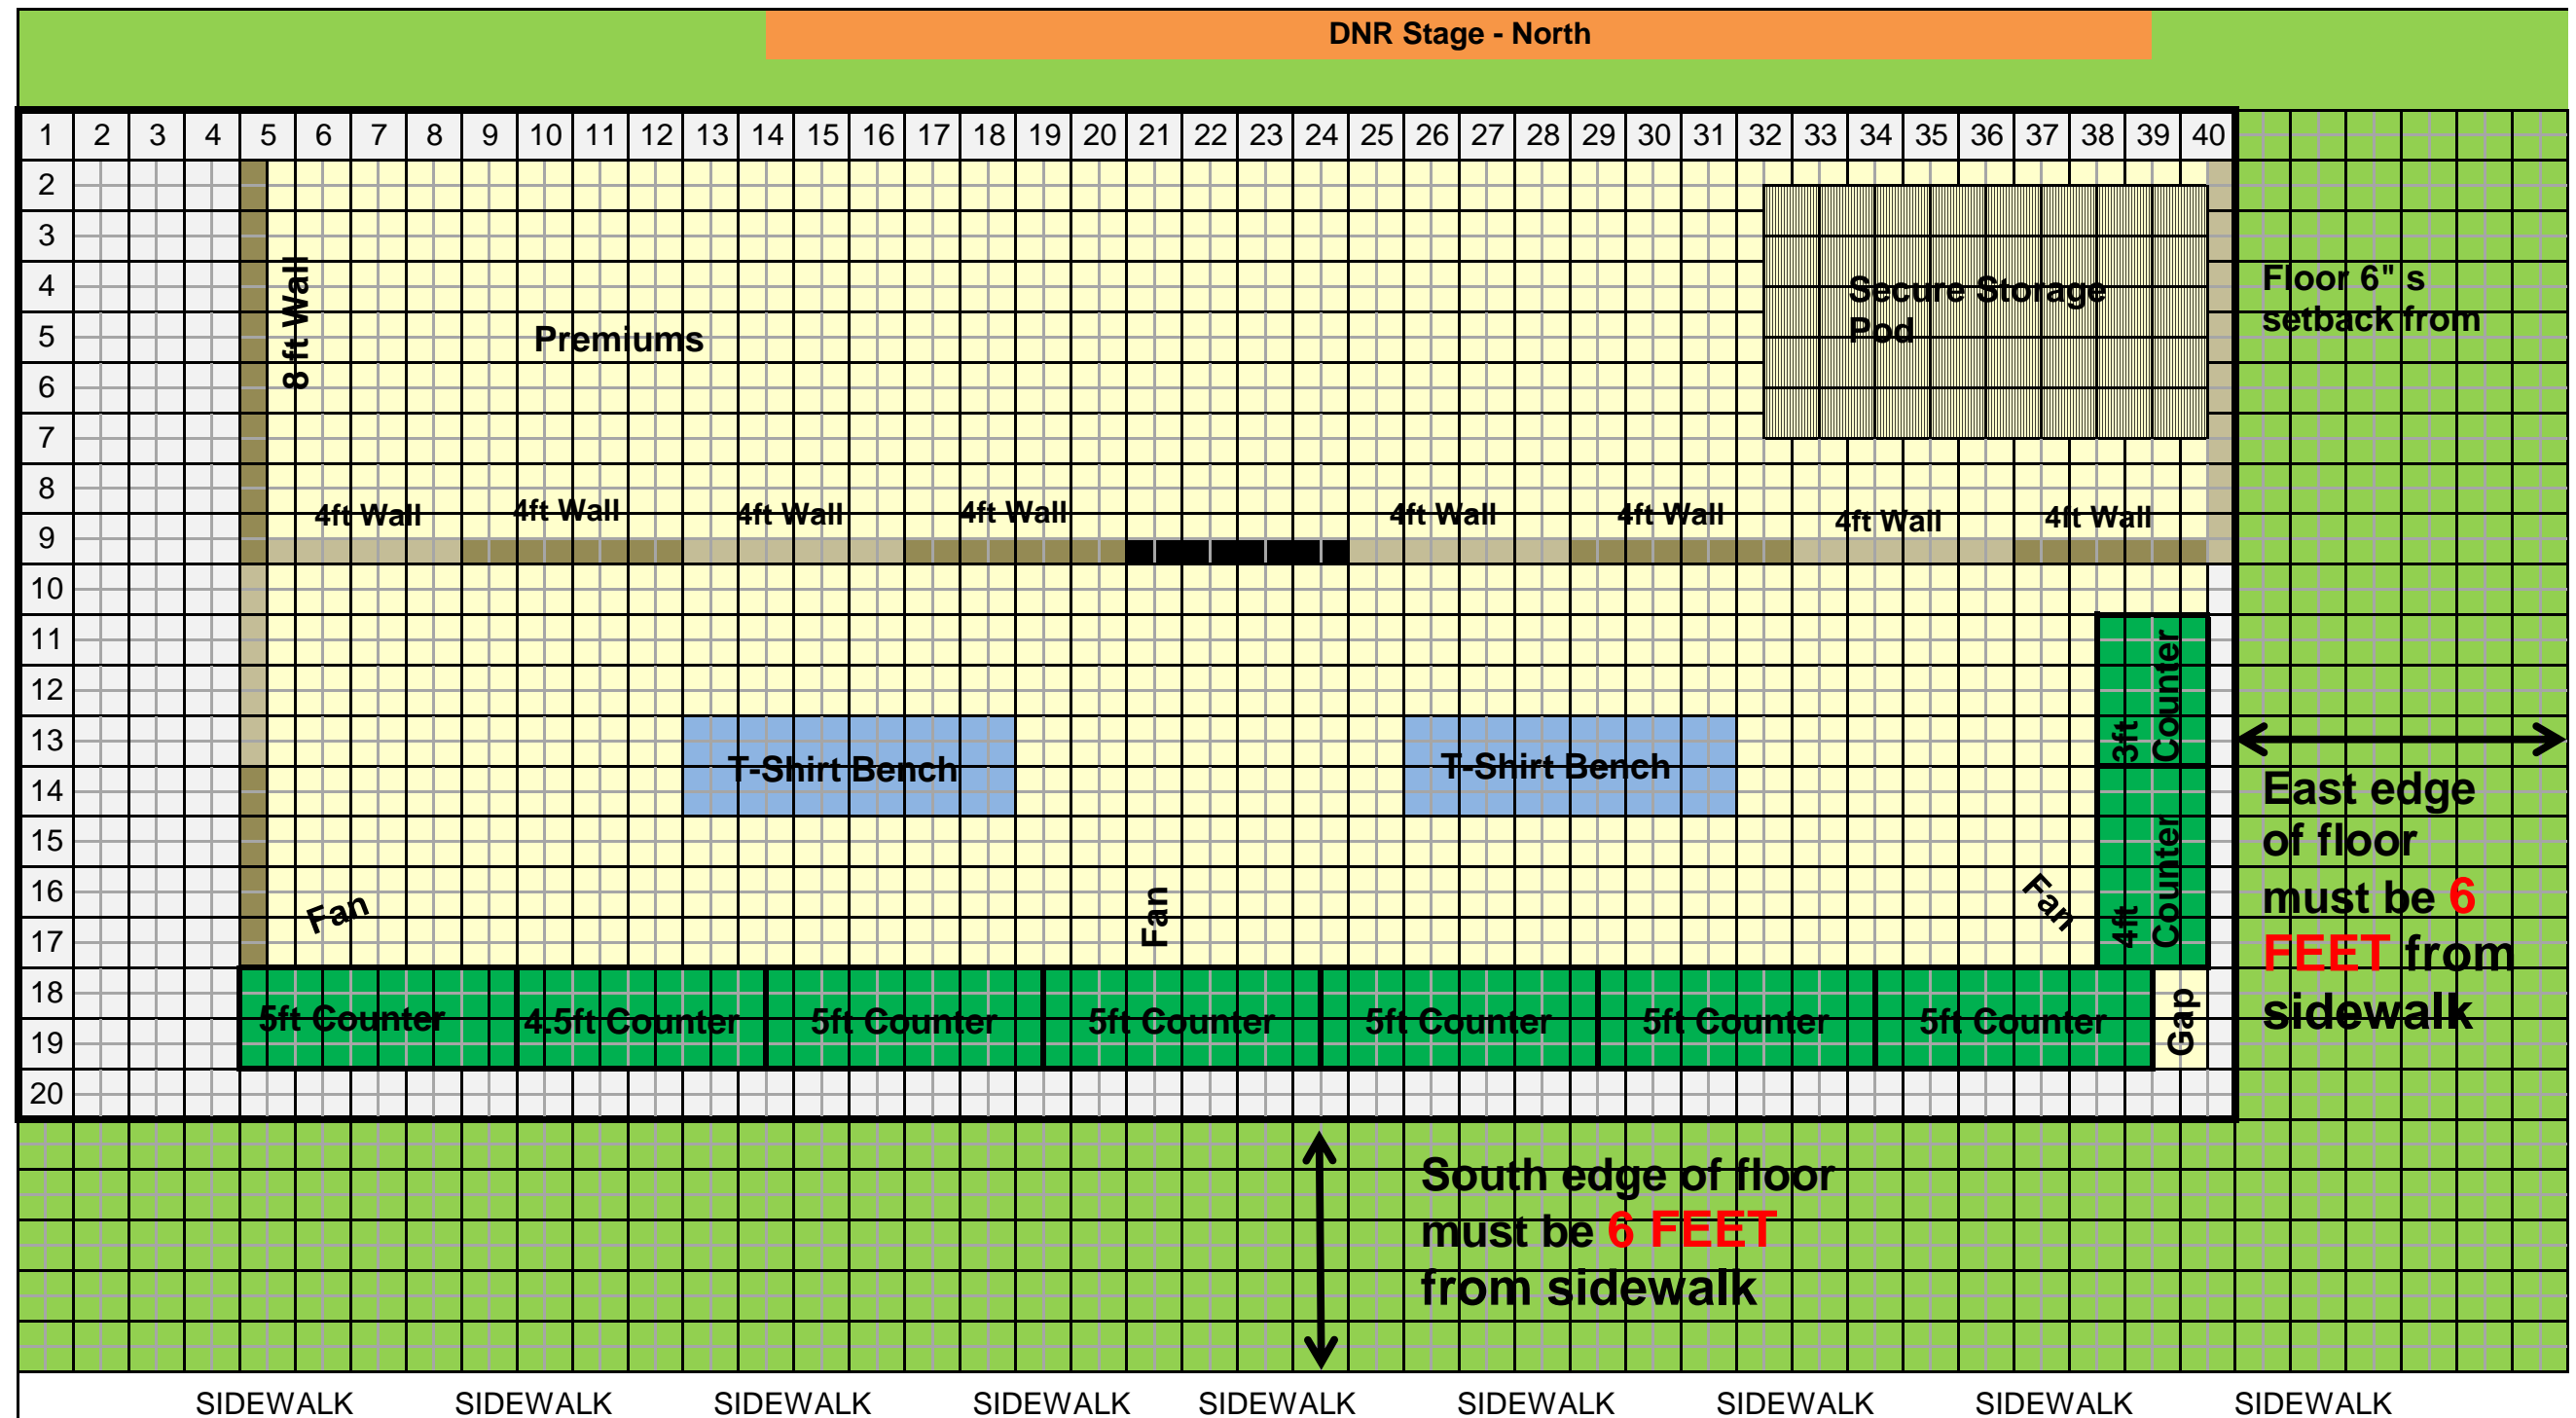 DNR Stage - North
1 2 3 4 5 6 7 8 9 10 11 12 13 14 15 16 17 18 19 20 21 22 23 24 25 26 27 28 29 30 31 32 33 34 35 36 37 38 39 40
2
3
4
5
6
7
8
9
10
11
12
13
14
15
16
17
18
19
20
8 ft Wall
Premiums
Secure Storage
Pod
Floor 6" s
setback from
4ft Wall 4ft Wall 4ft Wall 4ft Wall 4ft Wall 4ft Wall 4ft Wall 4ft Wall
3ft
Counter
T-Shirt Bench T-Shirt Bench
4ft
Counter
East edge
of floor
must be 6
FEET from
sidewalk
Fan Fan Fan
5ft Counter 4.5ft Counter 5ft Counter 5ft Counter 5ft Counter 5ft Counter 5ft Counter Gap
South edge of floor
must be 6 FEET
from sidewalk
SIDEWALK SIDEWALK SIDEWALK SIDEWALK SIDEWALK SIDEWALK SIDEWALK SIDEWALK SIDEWALK